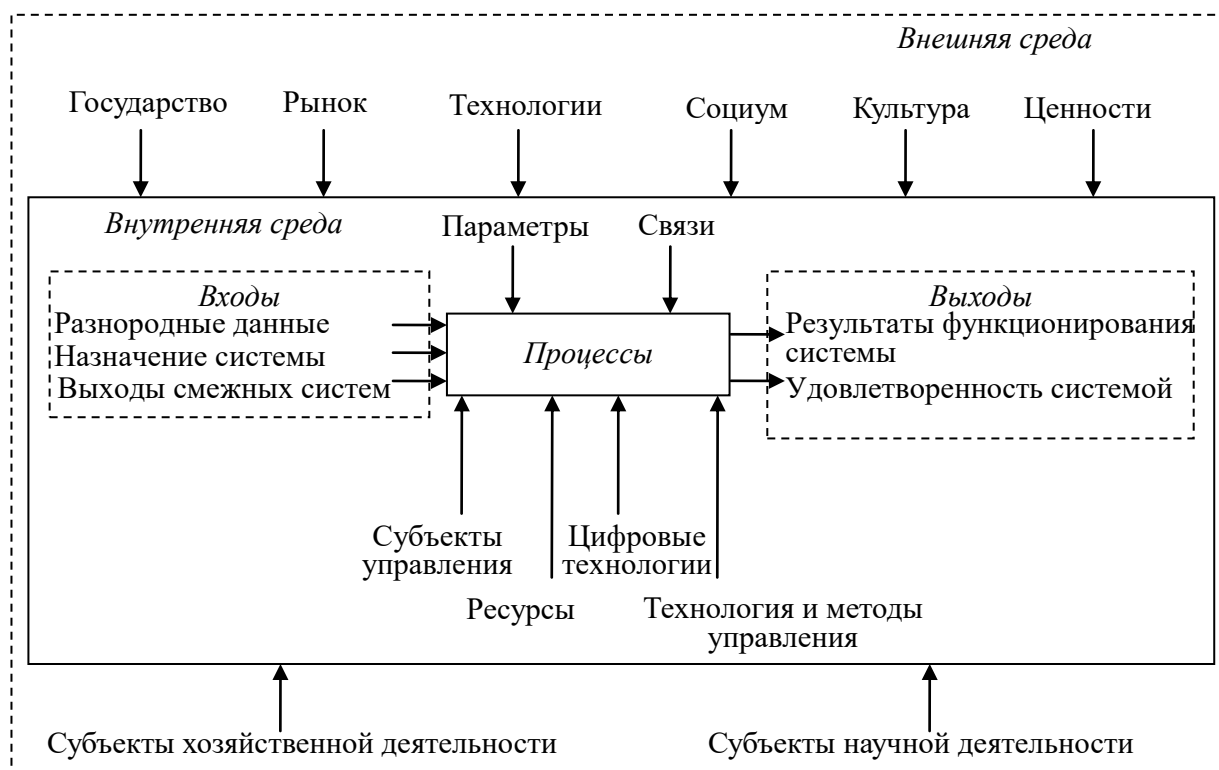 Внешняя среда
Государство
Рынок
Технологии
Социум
Культура
Ценности
Внутренняя среда
Параметры
Связи
Входы
Разнородные данные
Назначение системы
Выходы смежных систем
Процессы
Выходы
Результаты функционирования
системы
Удовлетворенность системой
Субъекты
управления
Цифровые
технологии
Ресурсы
Технология и методы
управления
Субъекты хозяйственной деятельности
Субъекты научной деятельности